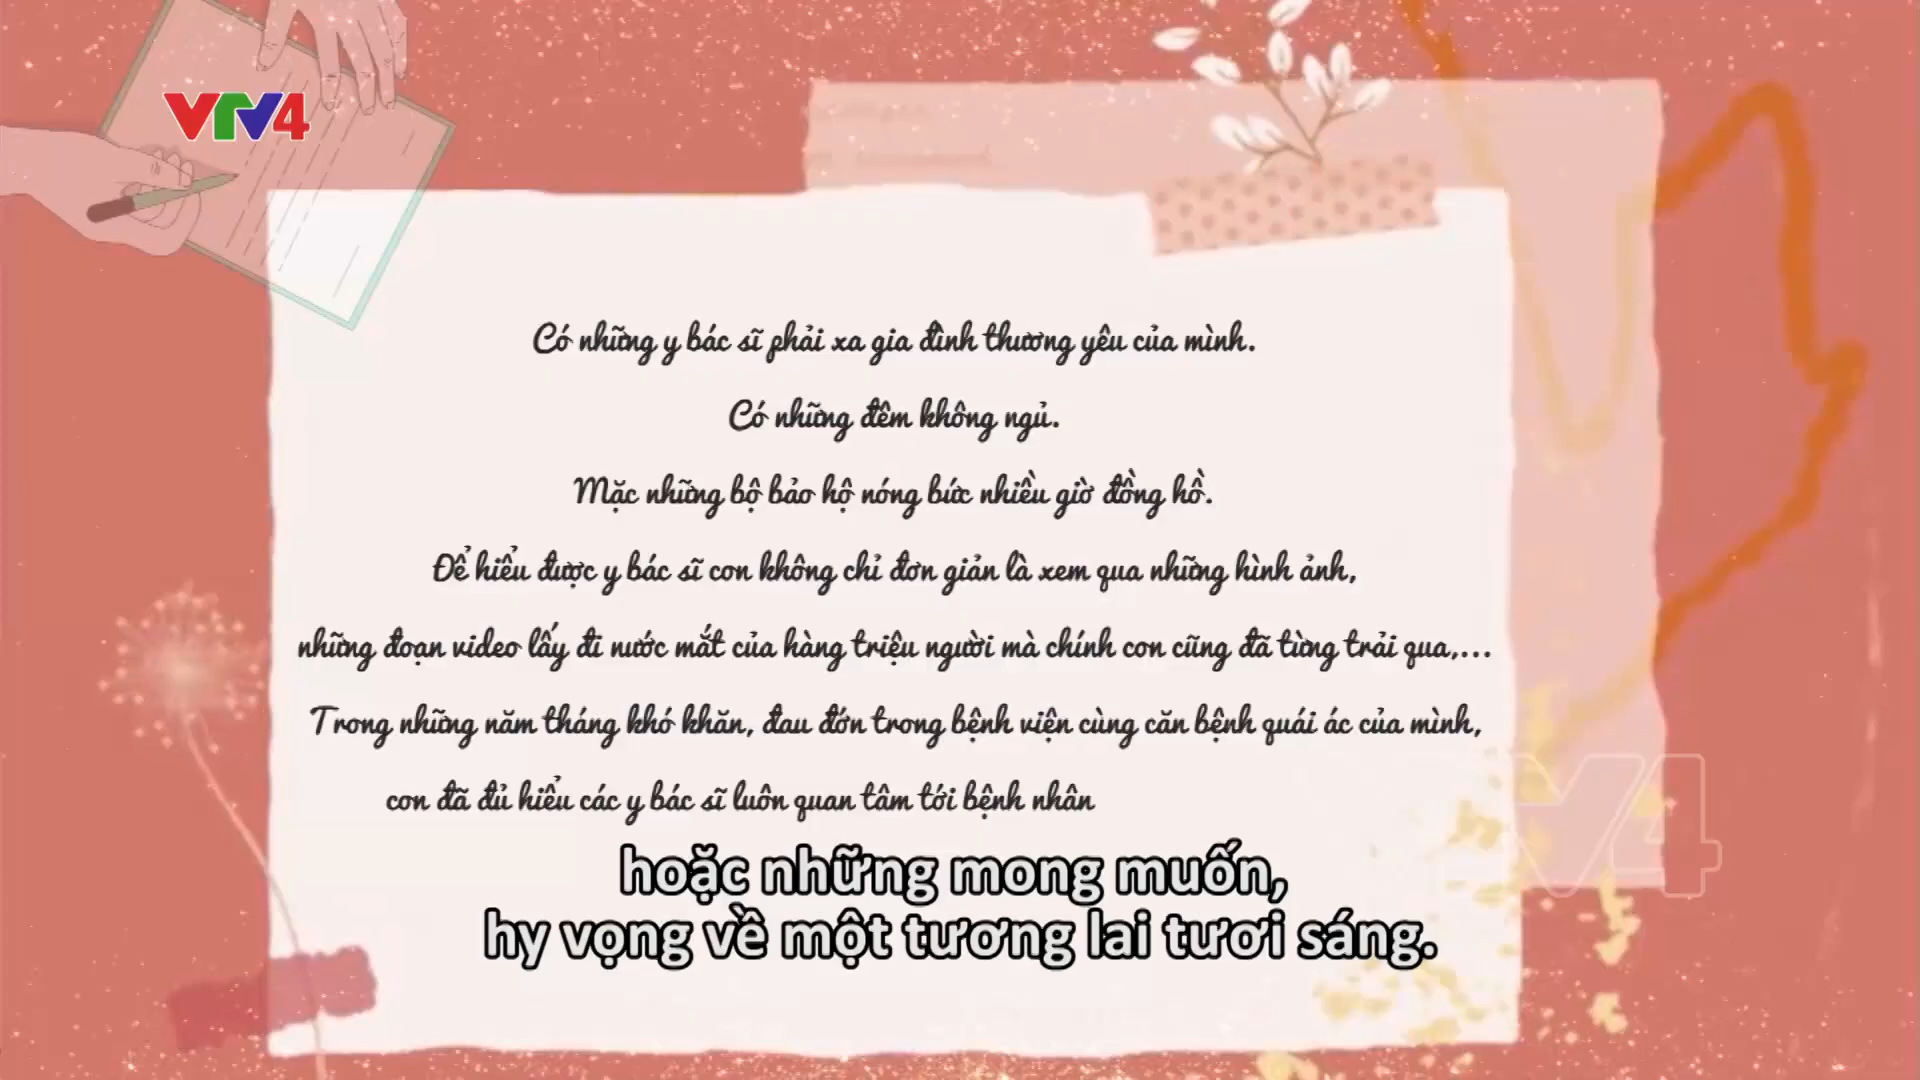 VTV4
Có những y bác sĩ phải xa gia đình thương yêu của mình.
Có những đêm không ngủ.
Mặc những bộ bảo hộ nóng bức nhiều giờ đồng hồ.
Để hiểu được y bác sĩ con không chỉ đơn giản là xem qua những hình ảnh,
những đoạn video lấy đi nước mắt của hàng triệu người mà chính con cũng đã từng trải qua,...
Trong những năm tháng khó khăn, đau đớn trong bệnh viện cùng căn bệnh quái ác của mình,
con đã đủ hiểu các y bác sĩ luôn quan tâm tới bệnh nhân
V4
hoặc những mong muốn,
hy vọng về một tương lai tươi sáng.